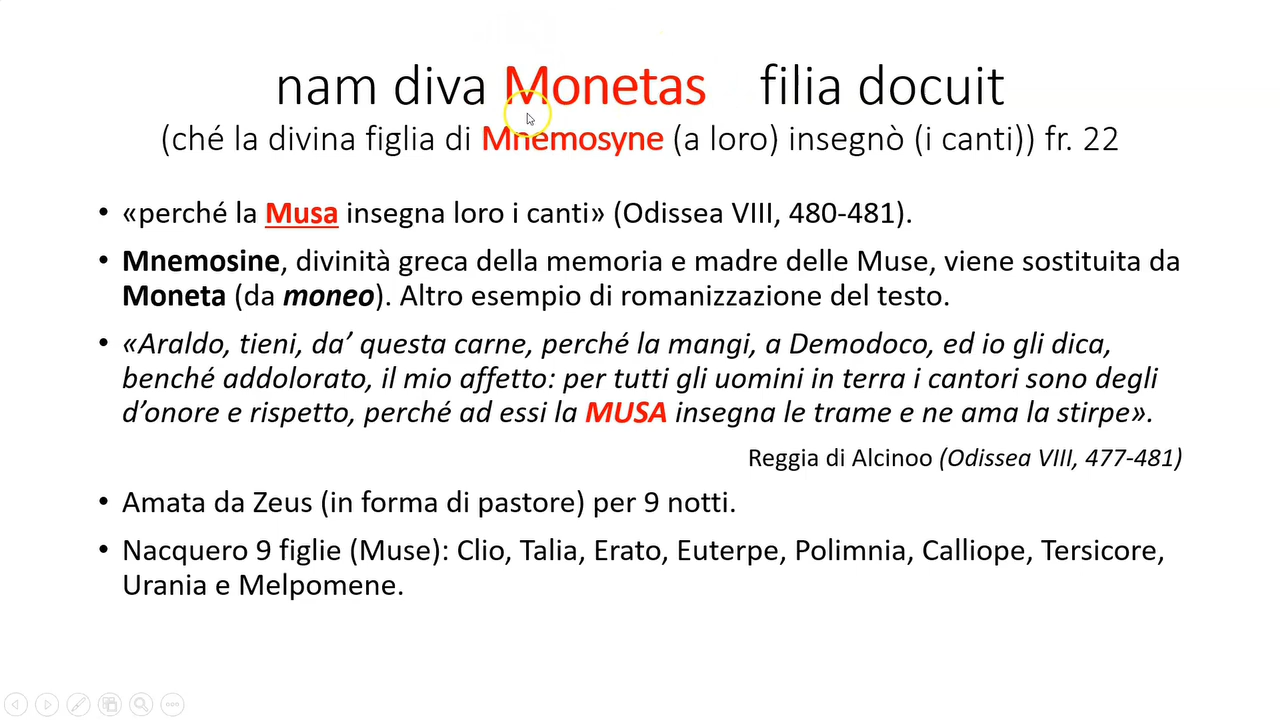 nam diva Monetas filia docuit
(ché la divina figlia di Mnemosyne (a loro) insegnò (i canti)) fr. 22
• «perché la Musa insegna loro i canti» (Odissea VIII, 480-481).
• Mnemosine, divinità greca della memoria e madre delle Muse, viene sostituita da
Moneta (da moneo). Altro esempio di romanizzazione del testo.
• «Araldo, tieni, da’ questa carne, perché la mangi, a Demodoco, ed io gli dica,
benché addolorato, il mio affetto: per tutti gli uomini in terra i cantori sono degli
d’onore e rispetto, perché ad essi la MUSA insegna le trame e ne ama la stirpe».
Reggia di Alcinoo (Odissea VIII, 477-481)
• Amata da Zeus (in forma di pastore) per 9 notti.
• Nacquero 9 figlie (Muse): Clio, Talia, Erato, Euterpe, Polimnia, Calliope, Tersicore,
Urania e Melpomene.